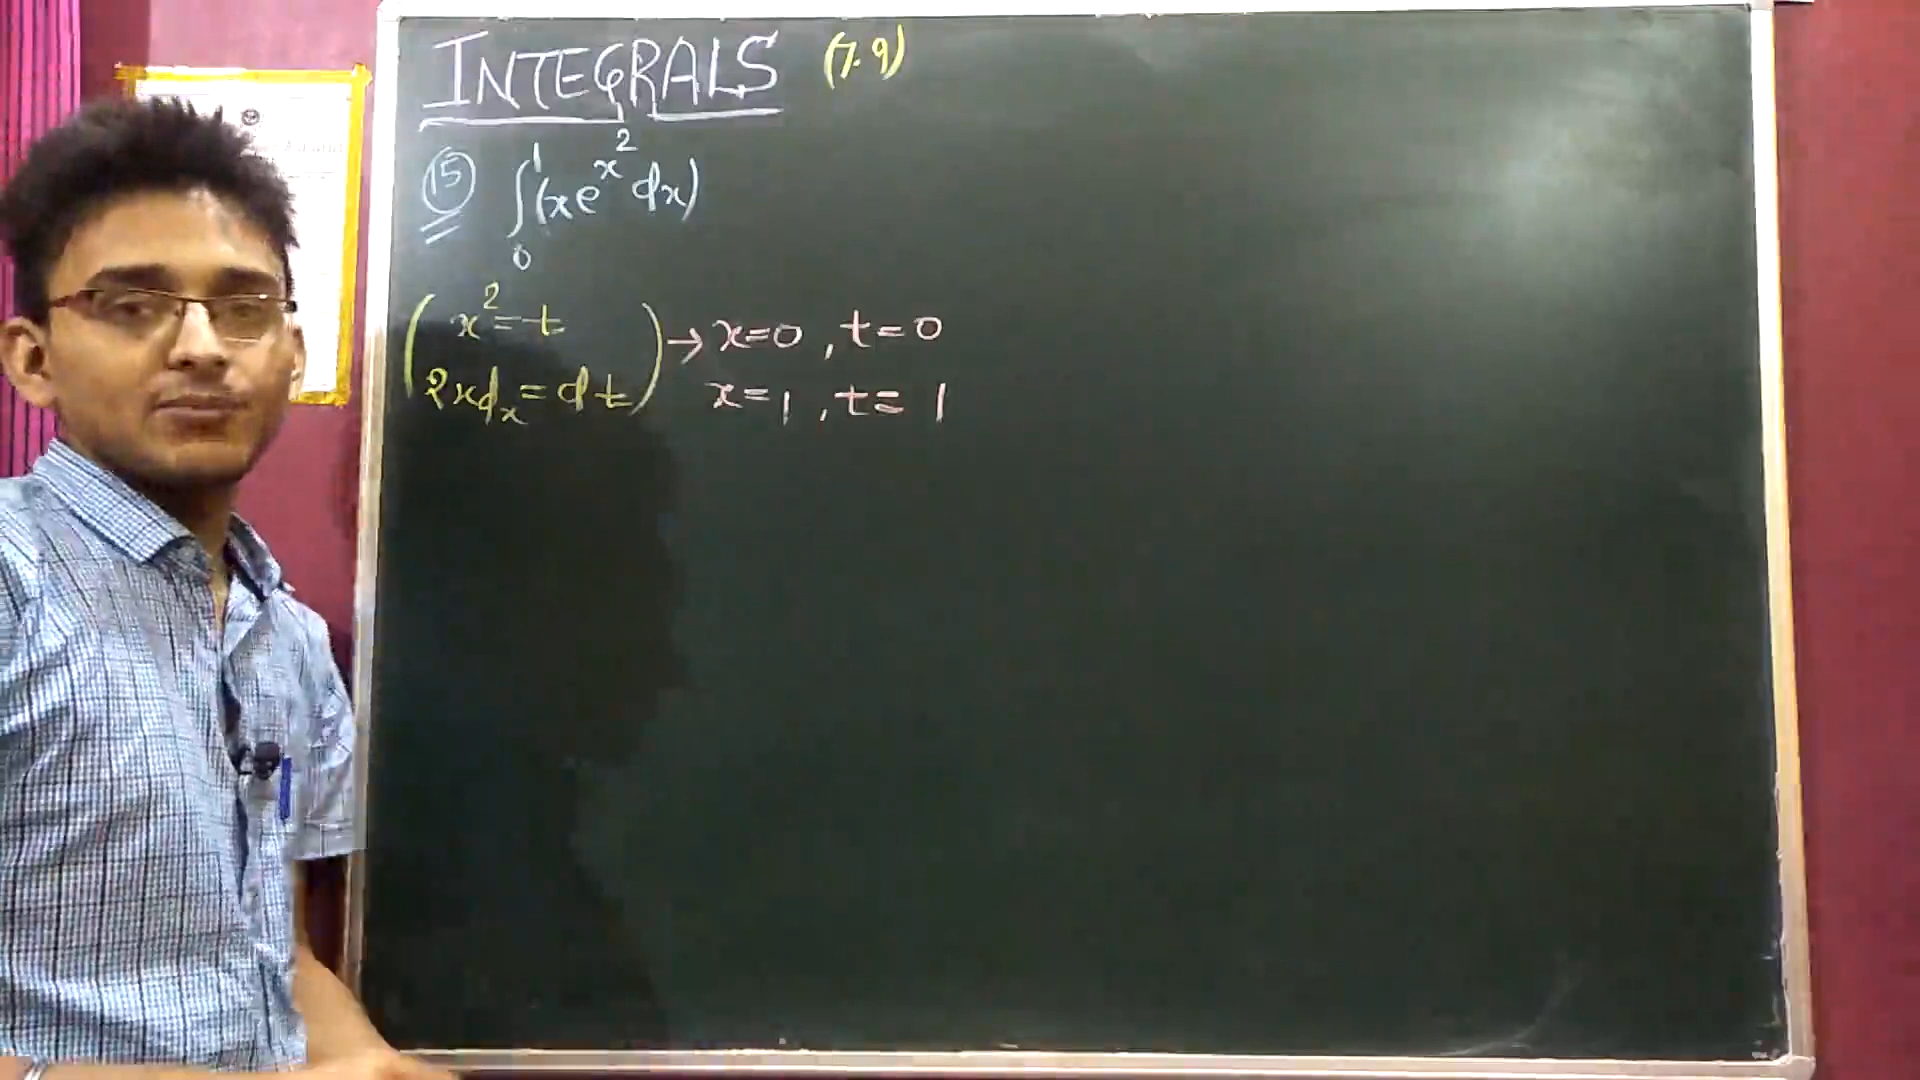 INTEGRALS (7.9)
(15) ∫₀¹ (xe^x² dx)
(x² = t → x=0, t=0
2xdx = dt) x=1, t=1